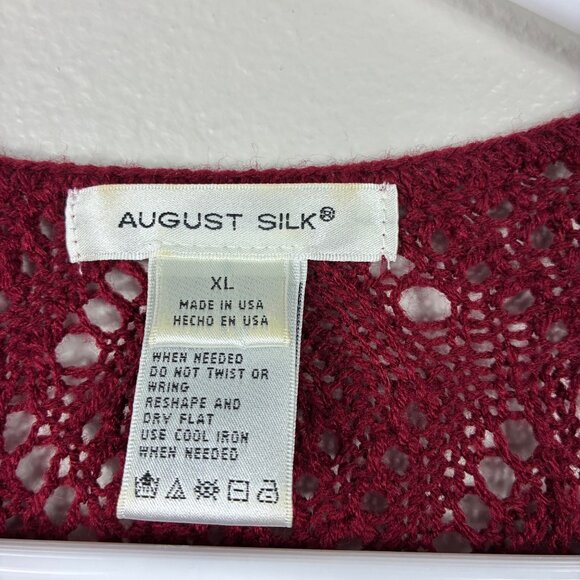 AUGUST SILK®
XL
MADE IN USA
HECHO EN USA
WHEN NEEDED
DO NOT TWIST OR
WRING
RESHAPE AND
DRY FLAT
USE COOL IRON
WHEN NEEDED